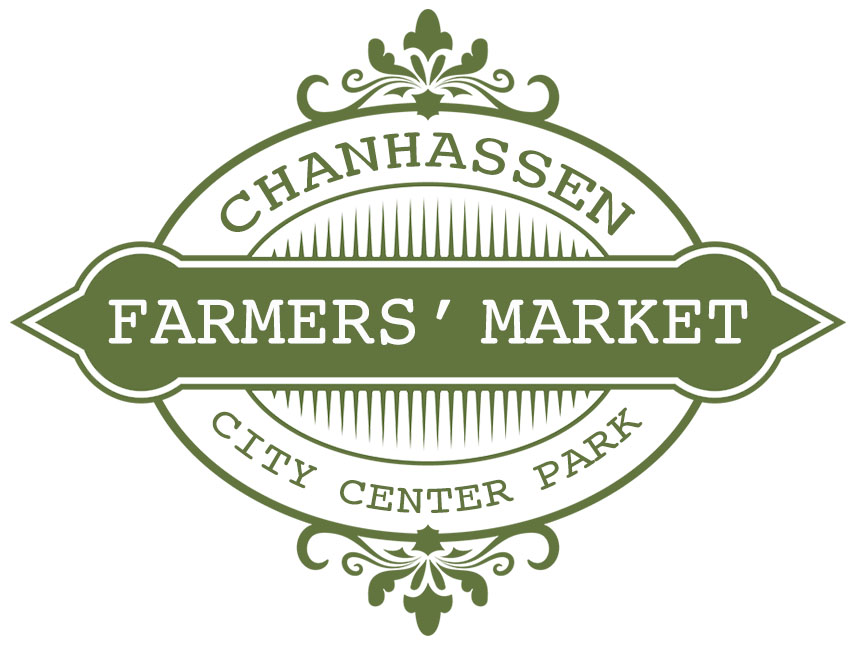 CHANHASSEN
FARMERS' MARKET
CITY CENTER PARK